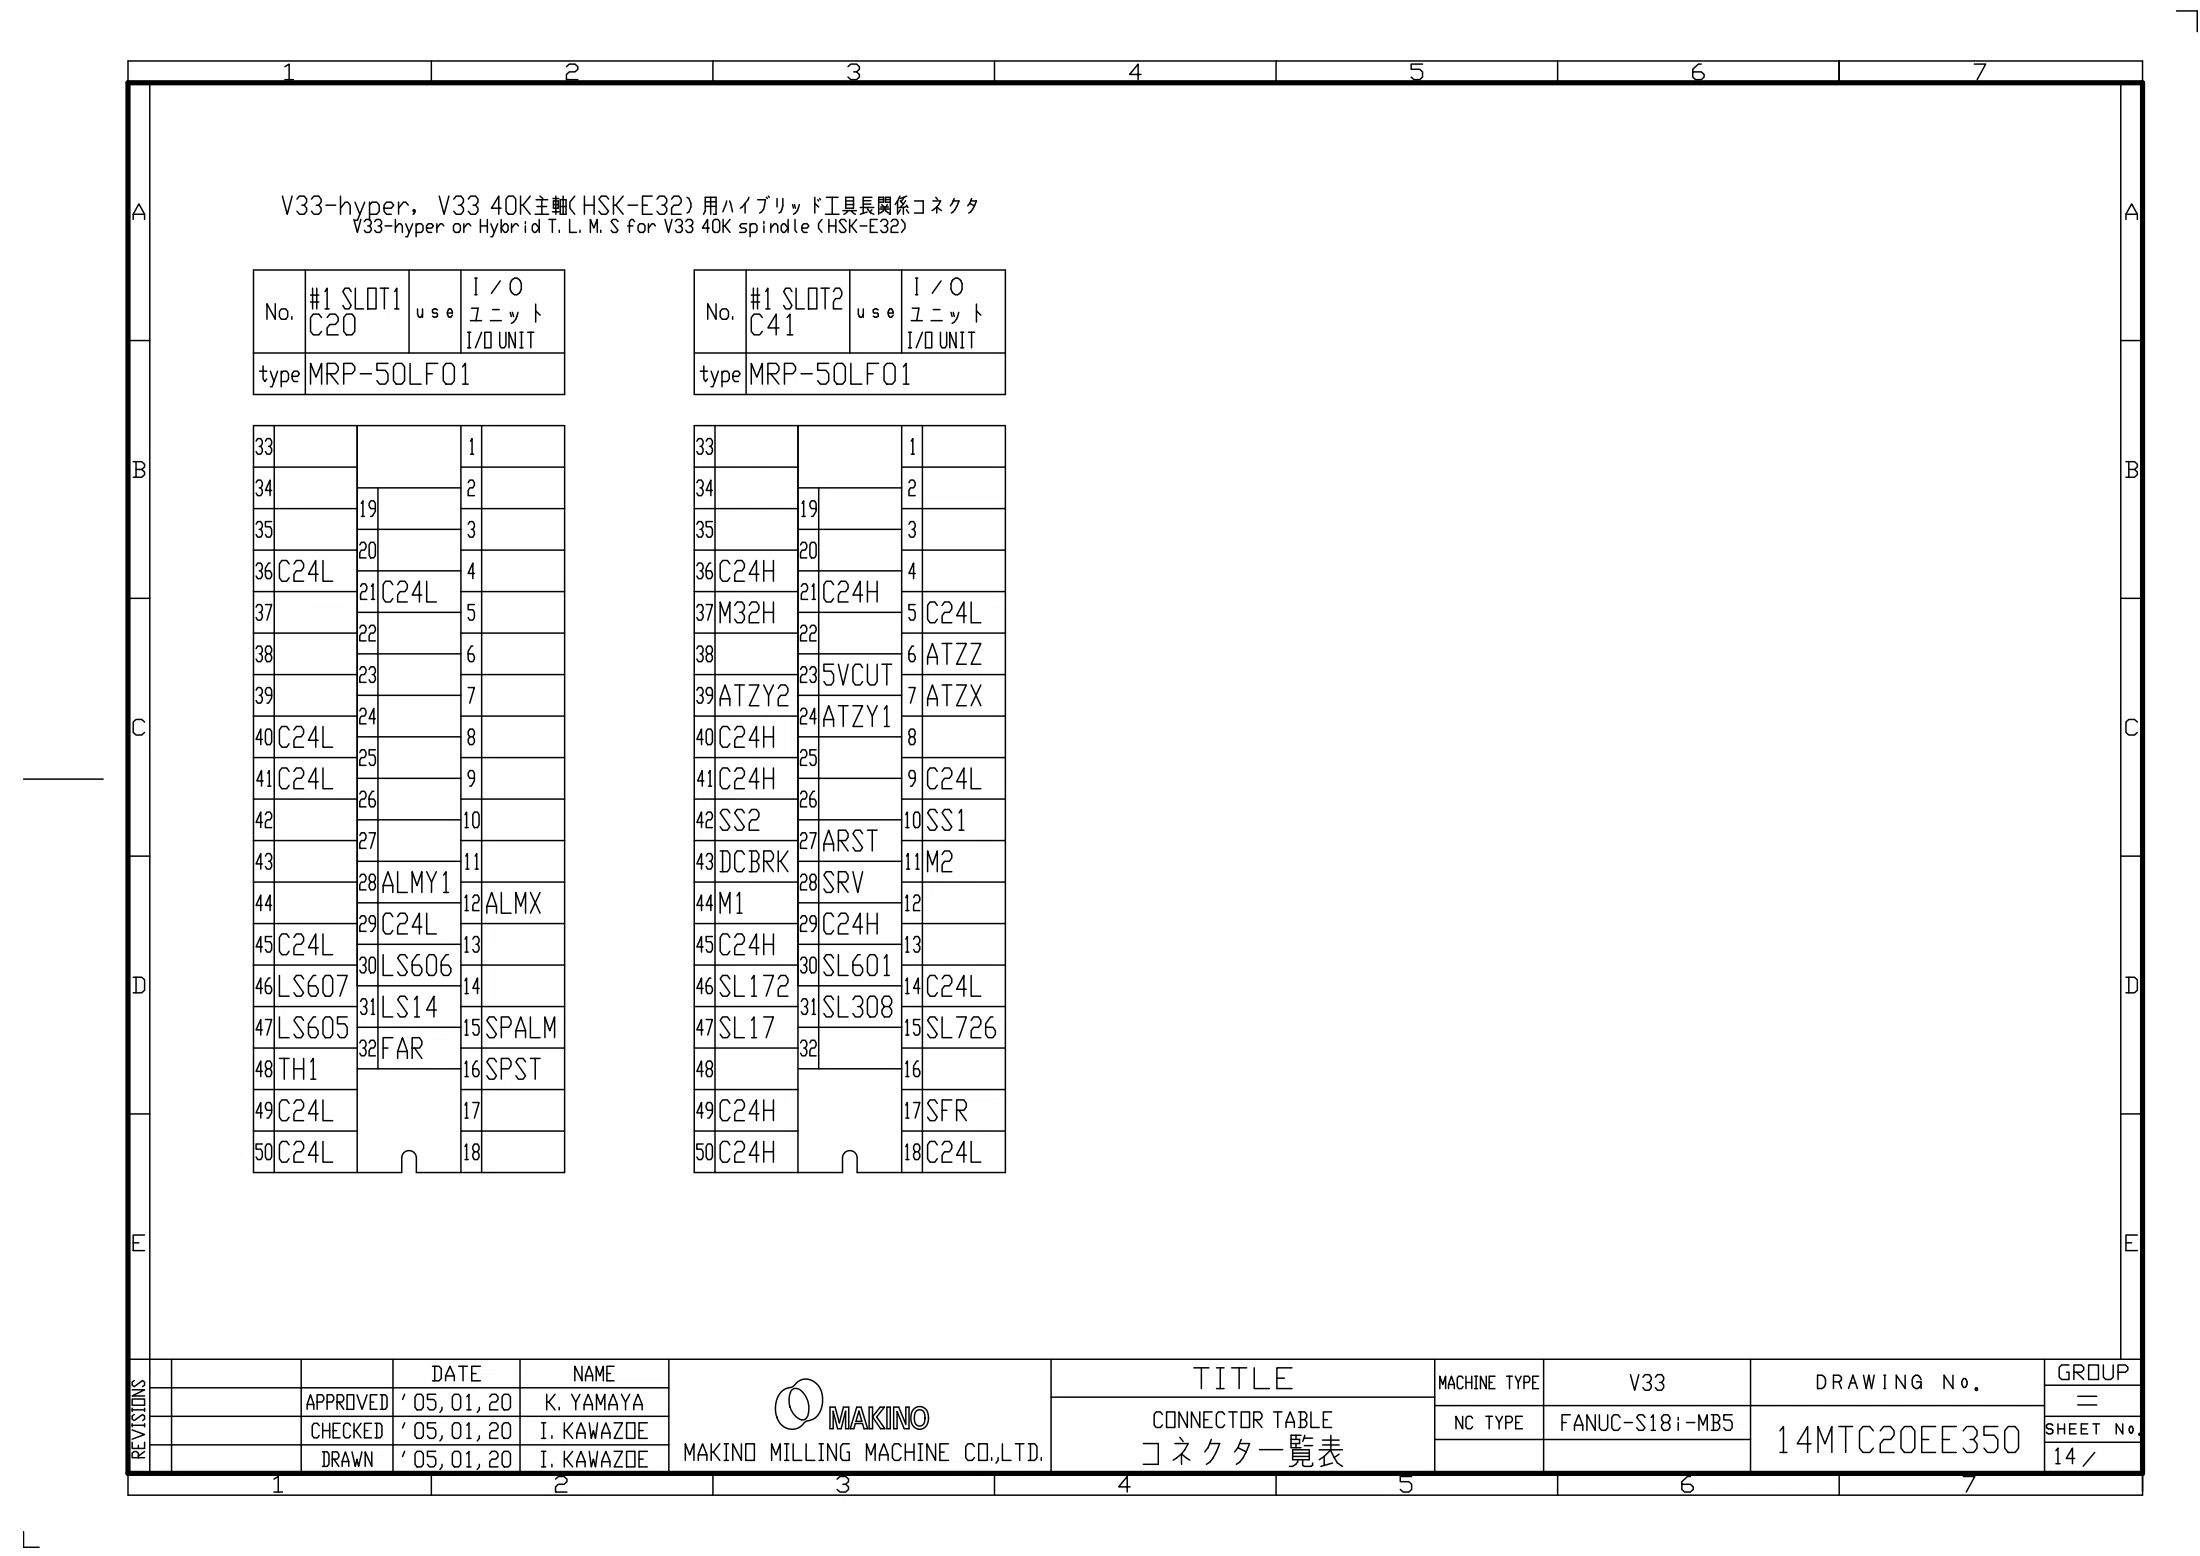 1 2 3 4 5 6 7
A A
V33-hyper, V33 40K主軸(HSK-E32)用ハイブリッド工具長関係コネクタ
V33-hyper or Hybrid T.L.M.S for V33 40K spindle (HSK-E32)
No. #1 SLOT1 C20 use I/O ユニット I/O UNIT
type MRP-50LF01
33 1
34 2
19
35 3
20
36 C24L 4
21 C24L
37 5
22
38 6
23
39 7
24
40 C24L 8
25
41 C24L 9
26
42 10
27
43 11
28 ALMY1
44 12 ALMX
29 C24L
45 C24L 13
30 LS606
46 LS607 14
31 LS14
47 LS605 15 SPALM
32 FAR
48 TH1 16 SPST
49 C24L 17
50 C24L 18
No. #1 SLOT2 C41 use I/O ユニット I/O UNIT
type MRP-50LF01
33 1
34 2
19
35 3
20
36 C24H 4
21 C24H
37 M32H 5 C24L
22
38 6 ATZZ
23 5VCUT
39 ATZY2 7 ATZX
24 ATZY1
40 C24H 8
25
41 C24H 9 C24L
26
42 SS2 10 SS1
27 ARST
43 DCBRK 11 M2
28 SRV
44 M1 12
29 C24H
45 C24H 13
30 SL601
46 SL172 14 C24L
31 SL308
47 SL17 15 SL726
32
48 16
49 C24H 17 SFR
50 C24H 18 C24L
B B
C C
D D
E E
REVISIONS
DATE NAME
APPROVED '05,01,20 K. YAMAYA
CHECKED '05,01,20 I. KAWAZOE
DRAWN '05,01,20 I. KAWAZOE
MAKINO
MAKINO MILLING MACHINE CO.,LTD.
TITLE
CONNECTOR TABLE
コネクタ一覧表
MACHINE TYPE V33
NC TYPE FANUC-S18i-MB5
DRAWING No.
14MTC20EE350
GROUP
=
SHEET No.
14/
1 2 3 4 5 6 7